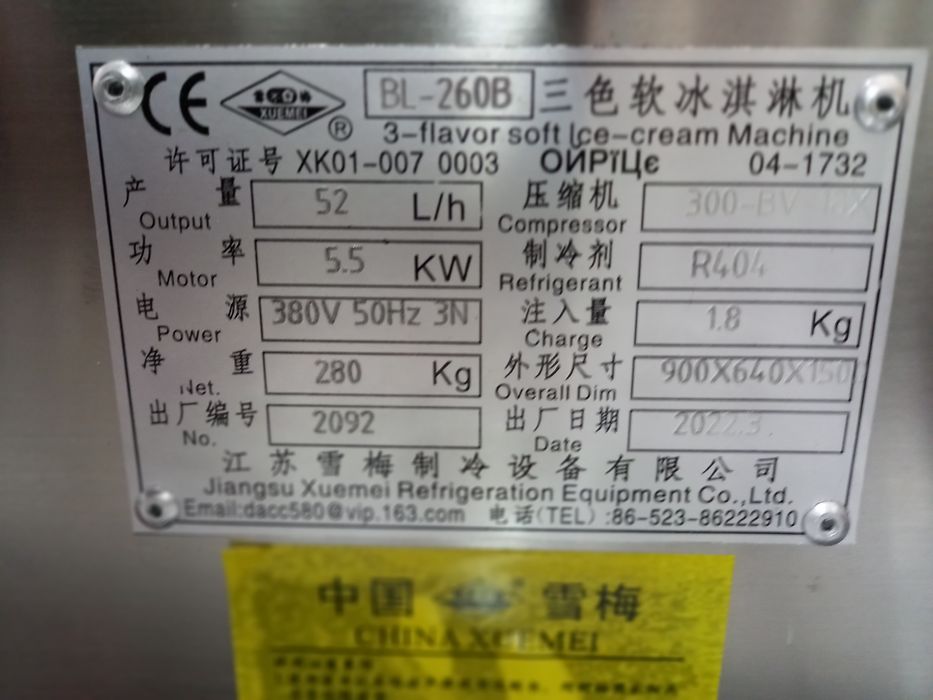 CE XUEMEI ® BL-260B 三色软冰淇淋机
3-flavor soft Ice-cream Machine
许可证号 XK01-007 0003 ОЙРїЦє 04-1732
产量 Output 52 L/h 压缩机 Compressor 300-BV
功率 Motor 5.5 KW 制冷剂 Refrigerant R404
电源 Power 380V 50Hz 3N 注入量 Charge 1.8 Kg
净重 Net. 280 Kg 外形尺寸 Overall Dim 900X640X1500
出厂编号 No. 2092 出厂日期 Date 2022.3.
江苏雪梅制冷设备有限公司
Jiangsu Xuemei Refrigeration Equipment Co.,Ltd.
Email:dacc580@vip.163.com 电话(TEL):86-523-86222910
中国 雪梅
CHINA XUEMEI